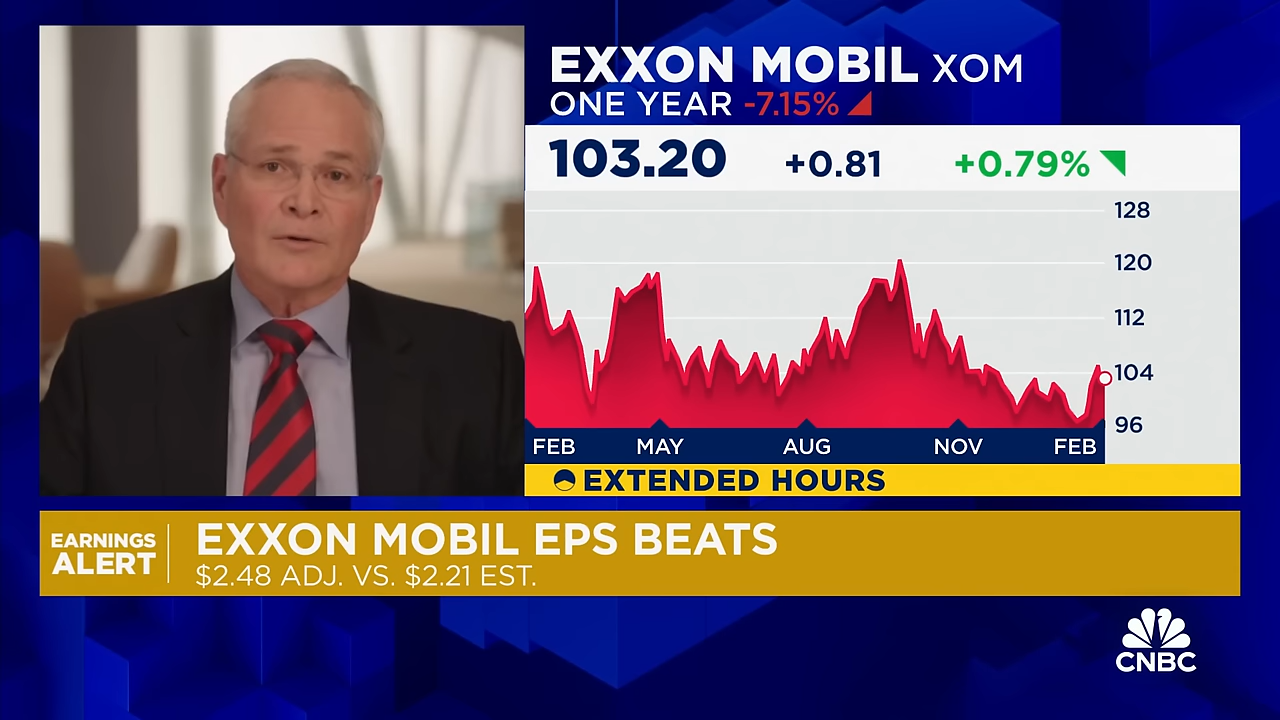 EXXON MOBIL XOM
ONE YEAR -7.15%
103.20 +0.81 +0.79%
128
120
112
104
96
FEB MAY AUG NOV FEB
EXTENDED HOURS
EARNINGS
ALERT
EXXON MOBIL EPS BEATS
$2.48 ADJ. VS. $2.21 EST.
CNBC